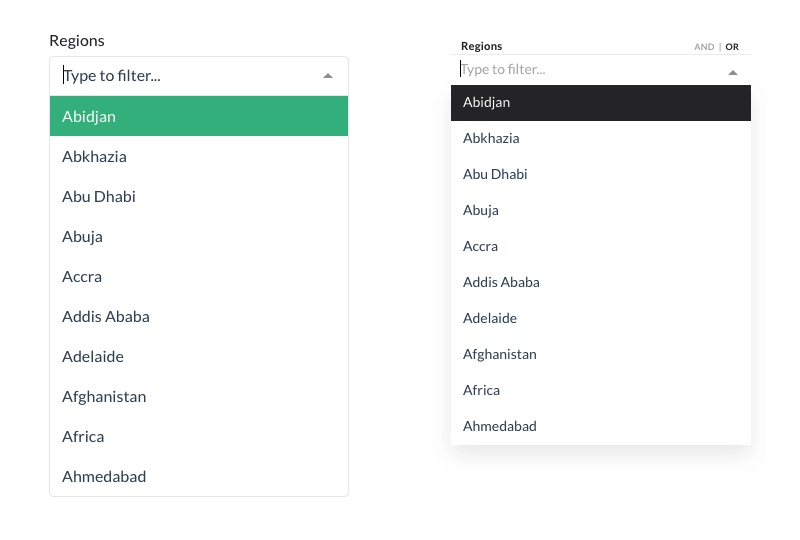 Regions
Type to filter...
Abidjan
Abkhazia
Abu Dhabi
Abuja
Accra
Addis Ababa
Adelaide
Afghanistan
Africa
Ahmedabad
Regions AND | OR
Type to filter...
Abidjan
Abkhazia
Abu Dhabi
Abuja
Accra
Addis Ababa
Adelaide
Afghanistan
Africa
Ahmedabad